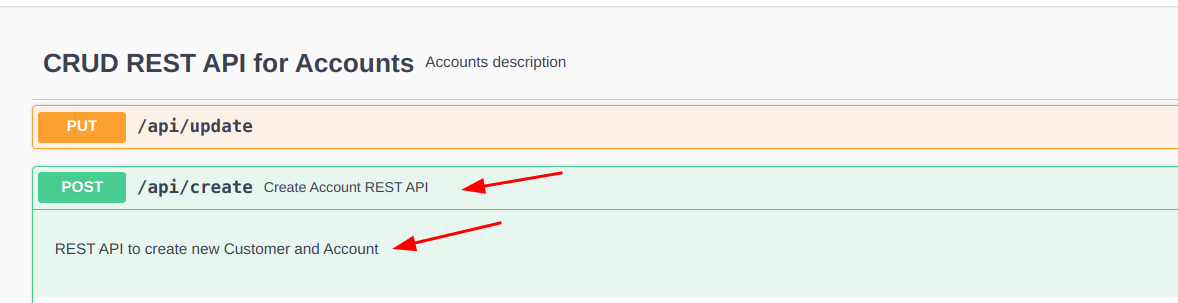 CRUD REST API for Accounts Accounts description
PUT /api/update
POST /api/create Create Account REST API
REST API to create new Customer and Account